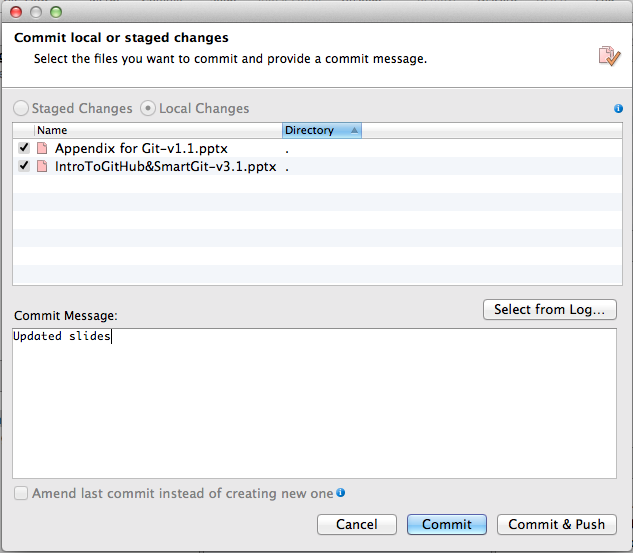 Commit local or staged changes
Select the files you want to commit and provide a commit message.
Staged Changes Local Changes
Name Directory
Appendix for Git-v1.1.pptx .
IntroToGitHub&SmartGit-v3.1.pptx .
Select from Log...
Commit Message:
Updated slides
Amend last commit instead of creating new one
Cancel Commit Commit & Push